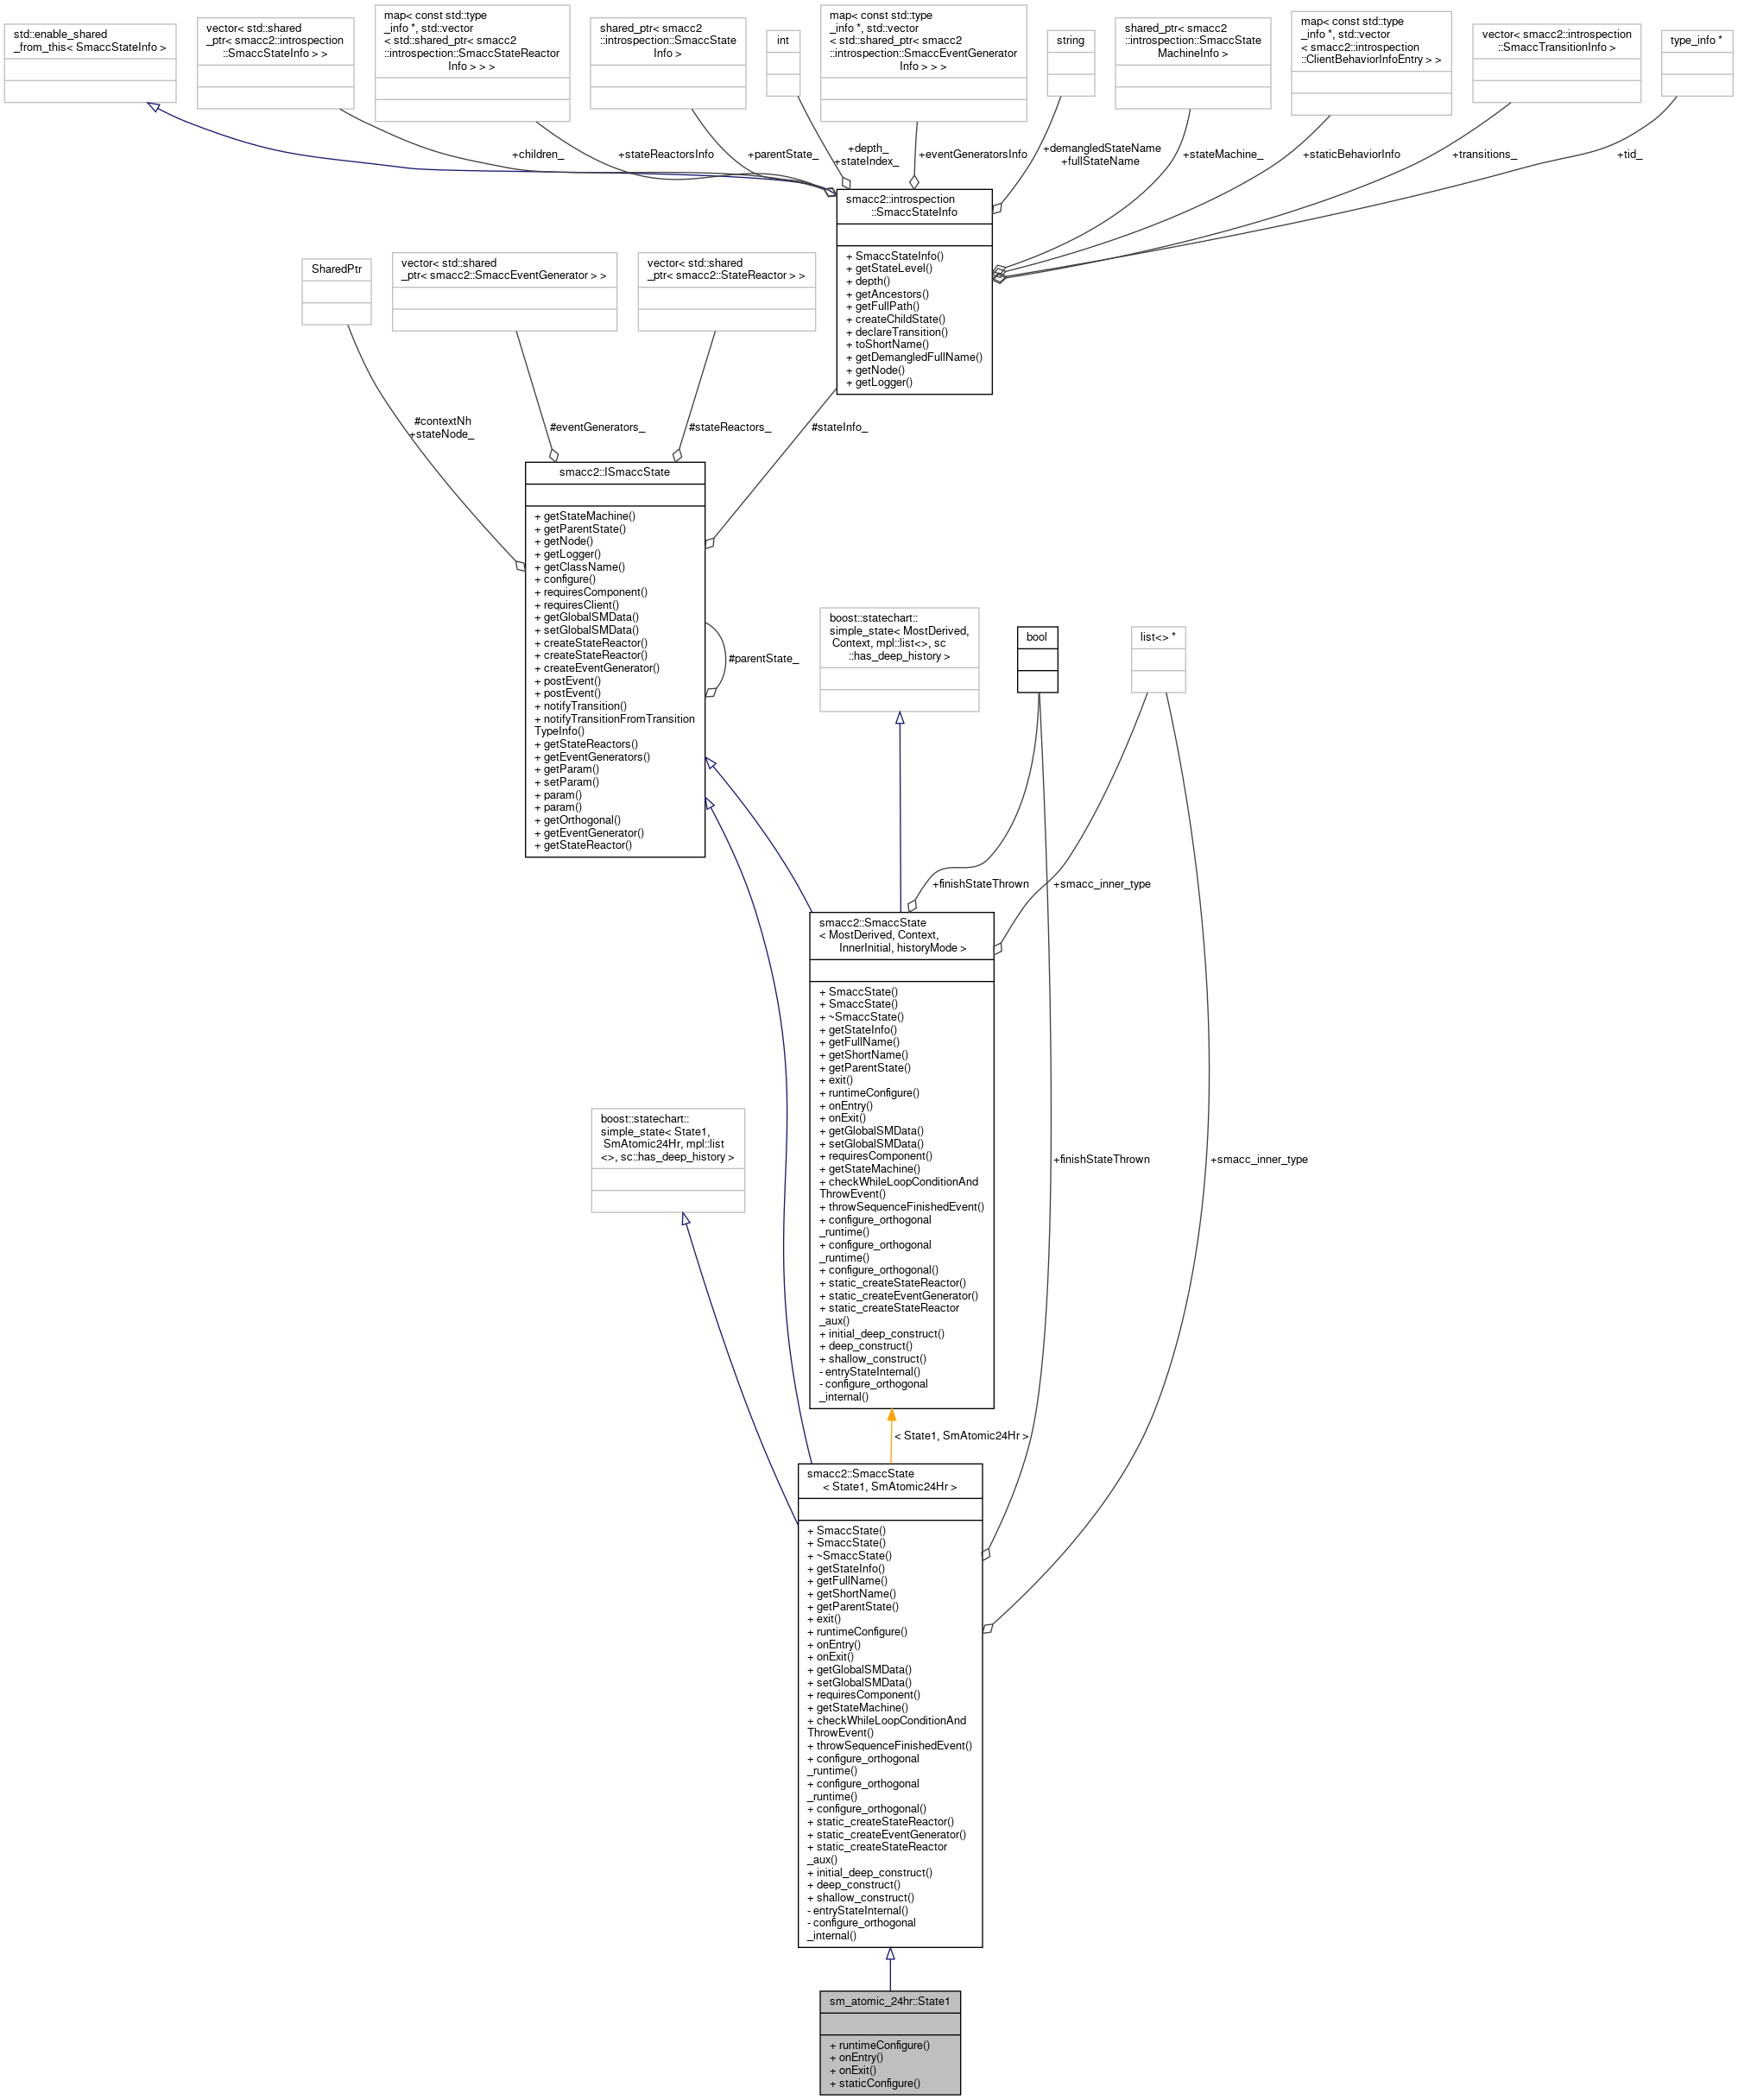 std::enable_shared
_from_this< SmaccStateInfo >
vector< std::shared
_ptr< smacc2::introspection
::SmaccStateInfo > >
map< const std::type
_info *, std::vector
< std::shared_ptr< smacc2
::introspection::SmaccStateReactor
Info > > >
shared_ptr< smacc2
::introspection::SmaccState
Info >
int
map< const std::type
_info *, std::vector
< std::shared_ptr< smacc2
::introspection::SmaccEventGenerator
Info > > >
string
shared_ptr< smacc2
::introspection::SmaccState
MachineInfo >
map< const std::type
_info *, std::vector
< smacc2::introspection
::ClientBehaviorInfoEntry > >
vector< smacc2::introspection
::SmaccTransitionInfo >
type_info *
+children_
+stateReactorsInfo
+parentState_
+depth_
+stateIndex_
+eventGeneratorsInfo
+demangledStateName
+fullStateName
+stateMachine_
+staticBehaviorInfo
+transitions_
+tid_
smacc2::introspection
::SmaccStateInfo
+ SmaccStateInfo()
+ getStateLevel()
+ depth()
+ getAncestors()
+ getFullPath()
+ createChildState()
+ declareTransition()
+ toShortName()
+ getDemangledFullName()
+ getNode()
+ getLogger()
SharedPtr
vector< std::shared
_ptr< smacc2::SmaccEventGenerator > >
vector< std::shared
_ptr< smacc2::StateReactor > >
#contextNh
+stateNode_
#eventGenerators_
#stateReactors_
#stateInfo_
smacc2::ISmaccState
+ getStateMachine()
+ getParentState()
+ getNode()
+ getLogger()
+ getClassName()
+ configure()
+ requiresComponent()
+ requiresClient()
+ getGlobalSMData()
+ setGlobalSMData()
+ createStateReactor()
+ createStateReactor()
+ createEventGenerator()
+ postEvent()
+ postEvent()
+ notifyTransition()
+ notifyTransitionFromTransition
TypeInfo()
+ getStateReactors()
+ getEventGenerators()
+ getParam()
+ setParam()
+ param()
+ param()
+ getOrthogonal()
+ getEventGenerator()
+ getStateReactor()
#parentState_
boost::statechart::
simple_state< MostDerived,
Context, mpl::list<>, sc
::has_deep_history >
bool
list<> *
+finishStateThrown
+smacc_inner_type
smacc2::SmaccState
< MostDerived, Context,
InnerInitial, historyMode >
+ SmaccState()
+ SmaccState()
+ ~SmaccState()
+ getStateInfo()
+ getFullName()
+ getShortName()
+ getParentState()
+ exit()
+ runtimeConfigure()
+ onEntry()
+ onExit()
+ getGlobalSMData()
+ setGlobalSMData()
+ requiresComponent()
+ getStateMachine()
+ checkWhileLoopConditionAnd
ThrowEvent()
+ throwSequenceFinishedEvent()
+ configure_orthogonal
_runtime()
+ configure_orthogonal
_runtime()
+ configure_orthogonal()
+ static_createStateReactor()
+ static_createEventGenerator()
+ static_createStateReactor
_aux()
+ initial_deep_construct()
+ deep_construct()
+ shallow_construct()
- entryStateInternal()
- configure_orthogonal
_internal()
boost::statechart::
simple_state< State1,
SmAtomic24Hr, mpl::list
<>, sc::has_deep_history >
+finishStateThrown
+smacc_inner_type
< State1, SmAtomic24Hr >
smacc2::SmaccState
< State1, SmAtomic24Hr >
+ SmaccState()
+ SmaccState()
+ ~SmaccState()
+ getStateInfo()
+ getFullName()
+ getShortName()
+ getParentState()
+ exit()
+ runtimeConfigure()
+ onEntry()
+ onExit()
+ getGlobalSMData()
+ setGlobalSMData()
+ requiresComponent()
+ getStateMachine()
+ checkWhileLoopConditionAnd
ThrowEvent()
+ throwSequenceFinishedEvent()
+ configure_orthogonal
_runtime()
+ configure_orthogonal
_runtime()
+ configure_orthogonal()
+ static_createStateReactor()
+ static_createEventGenerator()
+ static_createStateReactor
_aux()
+ initial_deep_construct()
+ deep_construct()
+ shallow_construct()
- entryStateInternal()
- configure_orthogonal
_internal()
sm_atomic_24hr::State1
+ runtimeConfigure()
+ onEntry()
+ onExit()
+ staticConfigure()